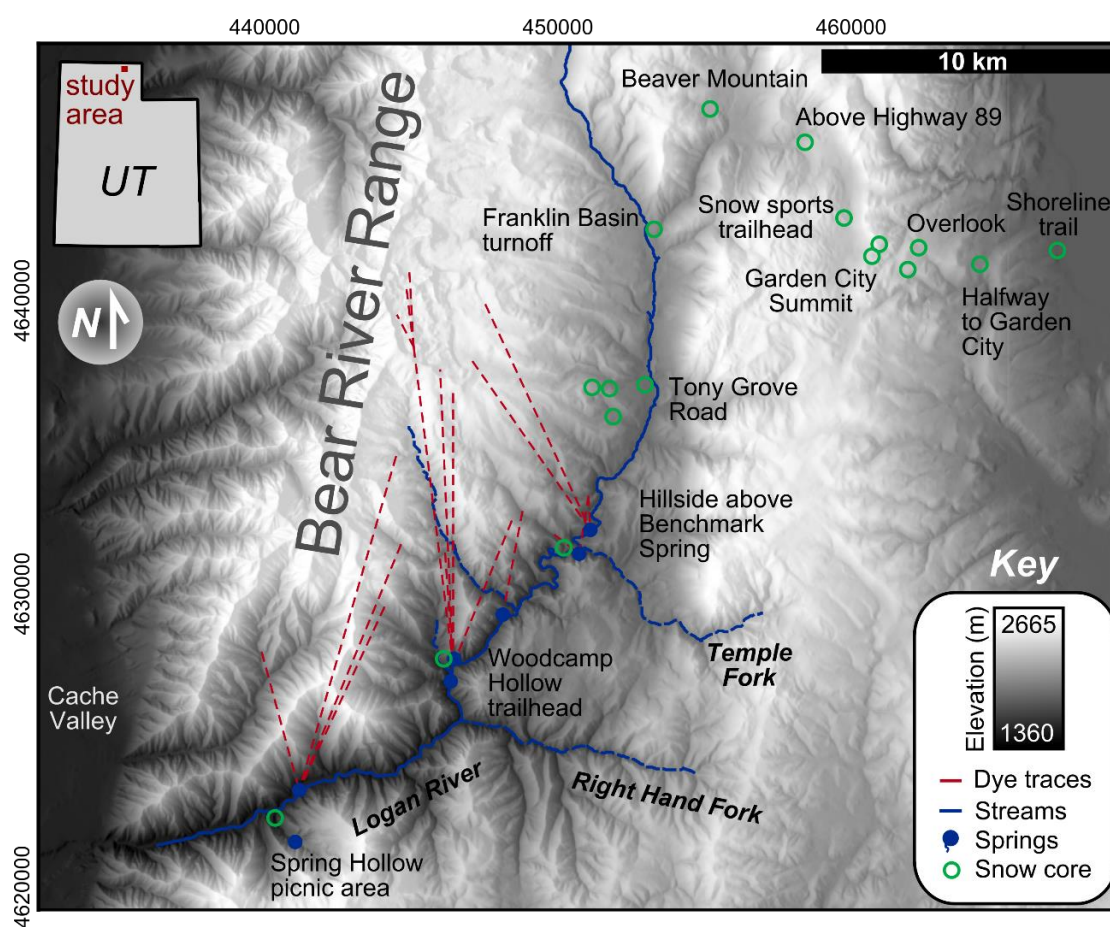 440000
450000
460000
10 km
study
area
UT
Beaver Mountain
Above Highway 89
Bear River Range
Franklin Basin
turnoff
Snow sports
trailhead
Overlook
Shoreline
trail
Garden City
Summit
Halfway
to Garden
City
4640000
N
Tony Grove
Road
Hillside above
Benchmark
Spring
4630000
Temple
Fork
Woodcamp
Hollow
trailhead
Cache
Valley
Logan River
Right Hand Fork
Spring Hollow
picnic area
4620000
Key
Elevation (m)
2665
1360
Dye traces
Streams
Springs
Snow core